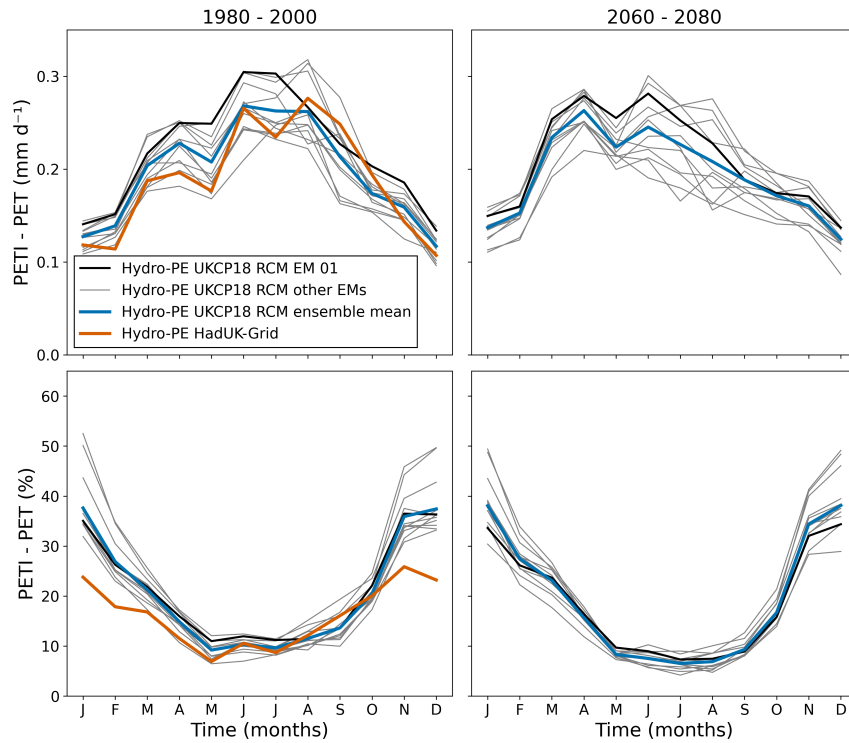 1980 - 2000
2060 - 2080
PETI - PET (mm d⁻¹)
0.3
0.2
0.1
0.0
Hydro-PE UKCP18 RCM EM 01
Hydro-PE UKCP18 RCM other EMs
Hydro-PE UKCP18 RCM ensemble mean
Hydro-PE HadUK-Grid
PETI - PET (%)
60
50
40
30
20
10
0
J F M A M J J A S O N D
J F M A M J J A S O N D
Time (months)
Time (months)